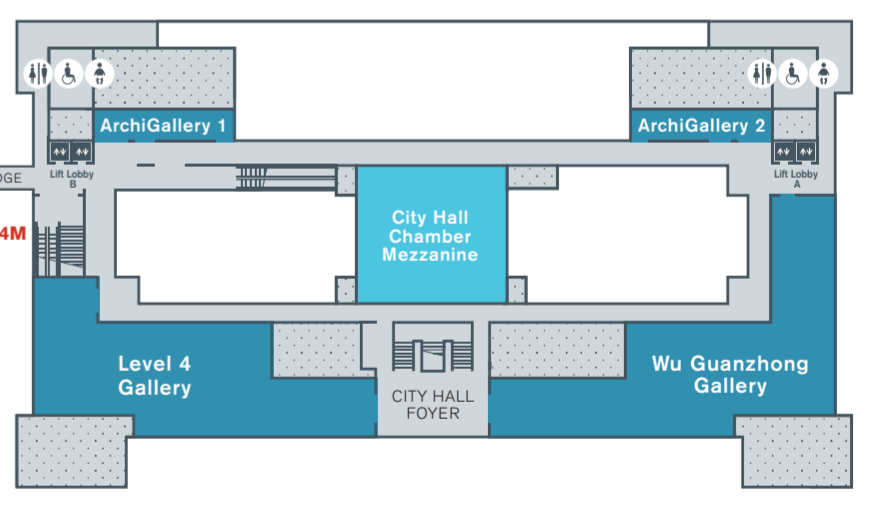 ArchiGallery 1
ArchiGallery 2
Lift Lobby
B
Lift Lobby
A
DGE
4M
City Hall
Chamber
Mezzanine
Level 4
Gallery
Wu Guanzhong
Gallery
CITY HALL
FOYER